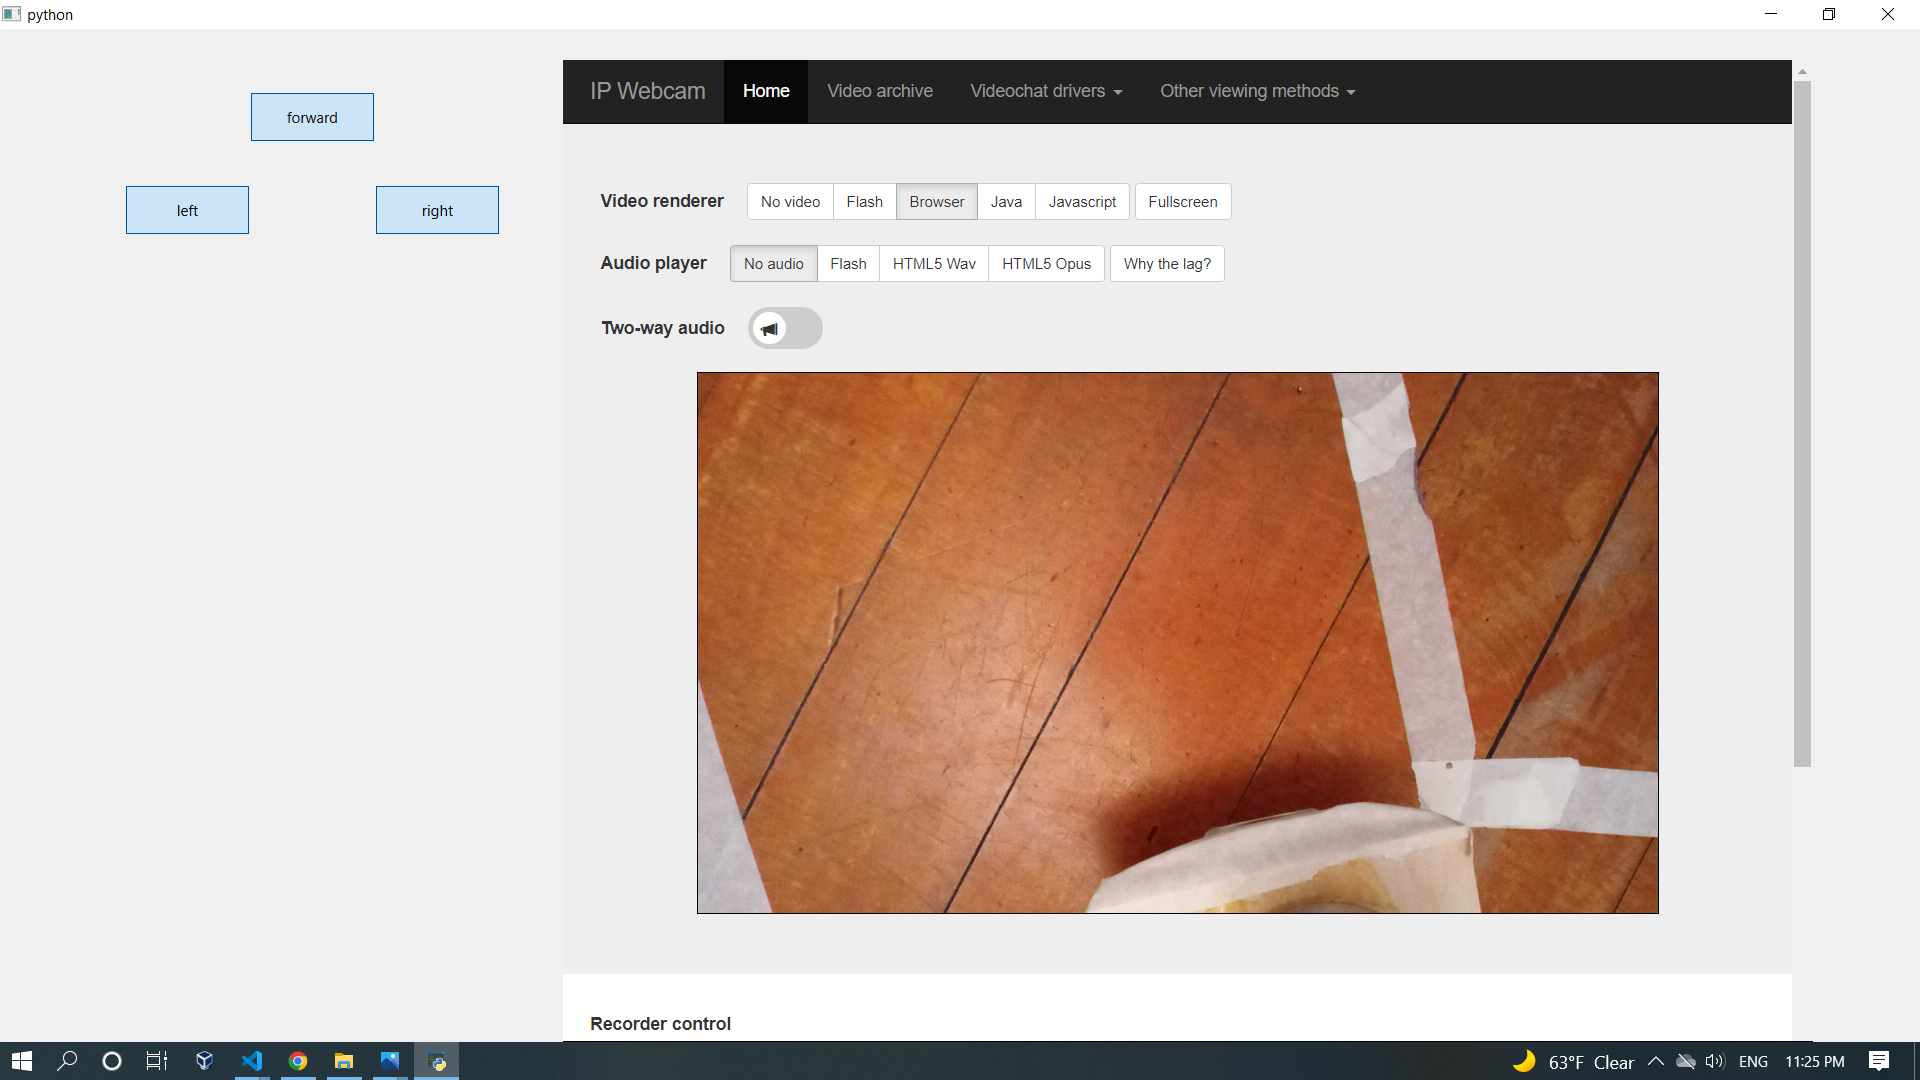 python
forward
left
right
IP Webcam Home Video archive Videochat drivers Other viewing methods
Video renderer No video Flash Browser Java Javascript Fullscreen
Audio player No audio Flash HTML5 Wav HTML5 Opus Why the lag?
Two-way audio
Recorder control
63°F Clear ENG 11:25 PM